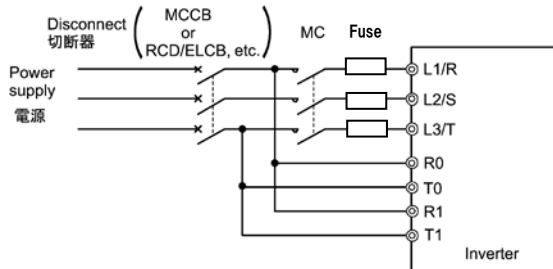 Disconnect
切断器
MCCB
or
RCD/ELCB, etc.
MC
Fuse
Power
supply
電源
L1/R
L2/S
L3/T
R0
T0
R1
T1
Inverter